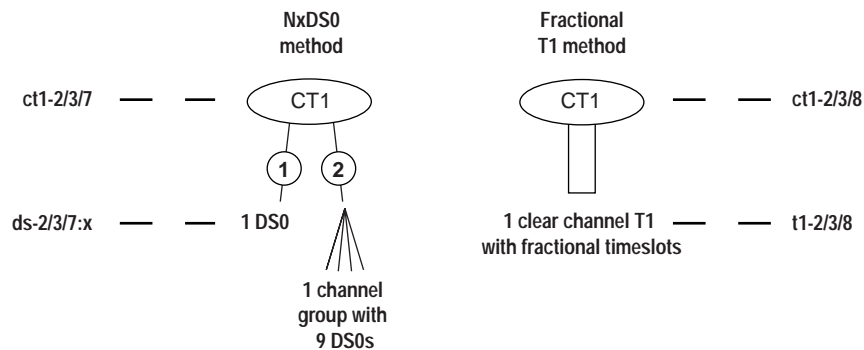 NxDS0
method
Fractional
T1 method
ct1-2/3/7
CT1
CT1
ct1-2/3/8
1
2
ds-2/3/7:x
1 DS0
1 clear channel T1
with fractional timeslots
t1-2/3/8
1 channel
group with
9 DS0s